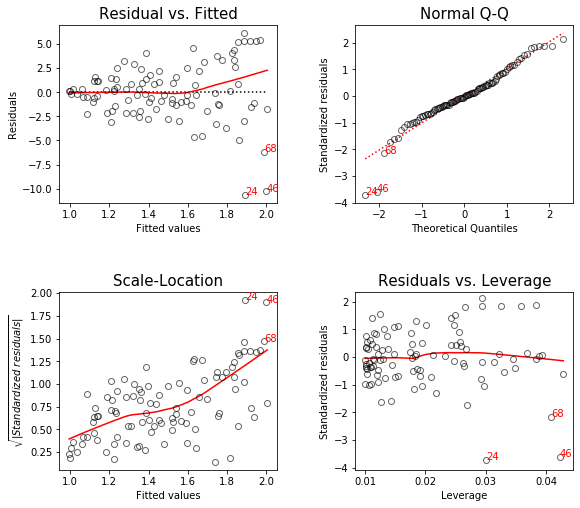 Residual vs. Fitted
Residuals
5.0
2.5
0.0
−2.5
−5.0
−7.5
−10.0
68
24
46
1.0 1.2 1.4 1.6 1.8 2.0
Fitted values
Normal Q-Q
Standardized residuals
2
1
0
−1
−2
−3
−4
68
24
46
−2 −1 0 1 2
Theoretical Quantiles
Scale-Location
√|Standardized residuals|
2.00
1.75
1.50
1.25
1.00
0.75
0.50
0.25
24
46
68
1.0 1.2 1.4 1.6 1.8 2.0
Fitted values
Residuals vs. Leverage
Standardized residuals
2
1
0
−1
−2
−3
−4
68
24
46
0.01 0.02 0.03 0.04
Leverage